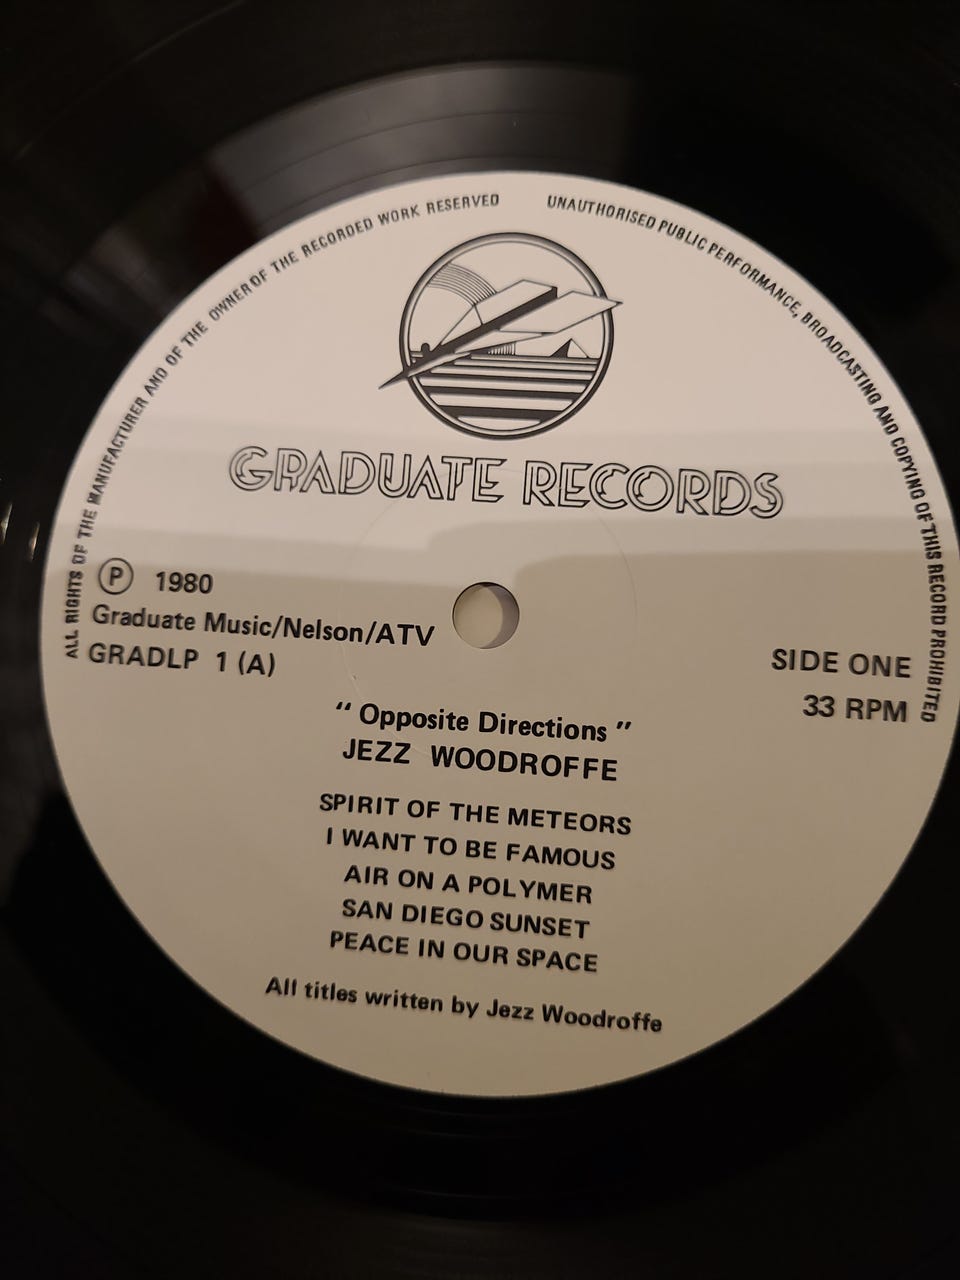 ALL RIGHTS OF THE MANUFACTURER AND OF THE OWNER OF THE RECORDED WORK RESERVED
UNAUTHORISED PUBLIC PERFORMANCE, BROADCASTING AND COPYING OF THIS RECORD PROHIBITED
GRADUATE RECORDS
Ⓟ 1980
Graduate Music/Nelson/ATV
GRADLP 1 (A)
SIDE ONE
33 RPM
“ Opposite Directions ”
JEZZ WOODROFFE
SPIRIT OF THE METEORS
I WANT TO BE FAMOUS
AIR ON A POLYMER
SAN DIEGO SUNSET
PEACE IN OUR SPACE
All titles written by Jezz Woodroffe